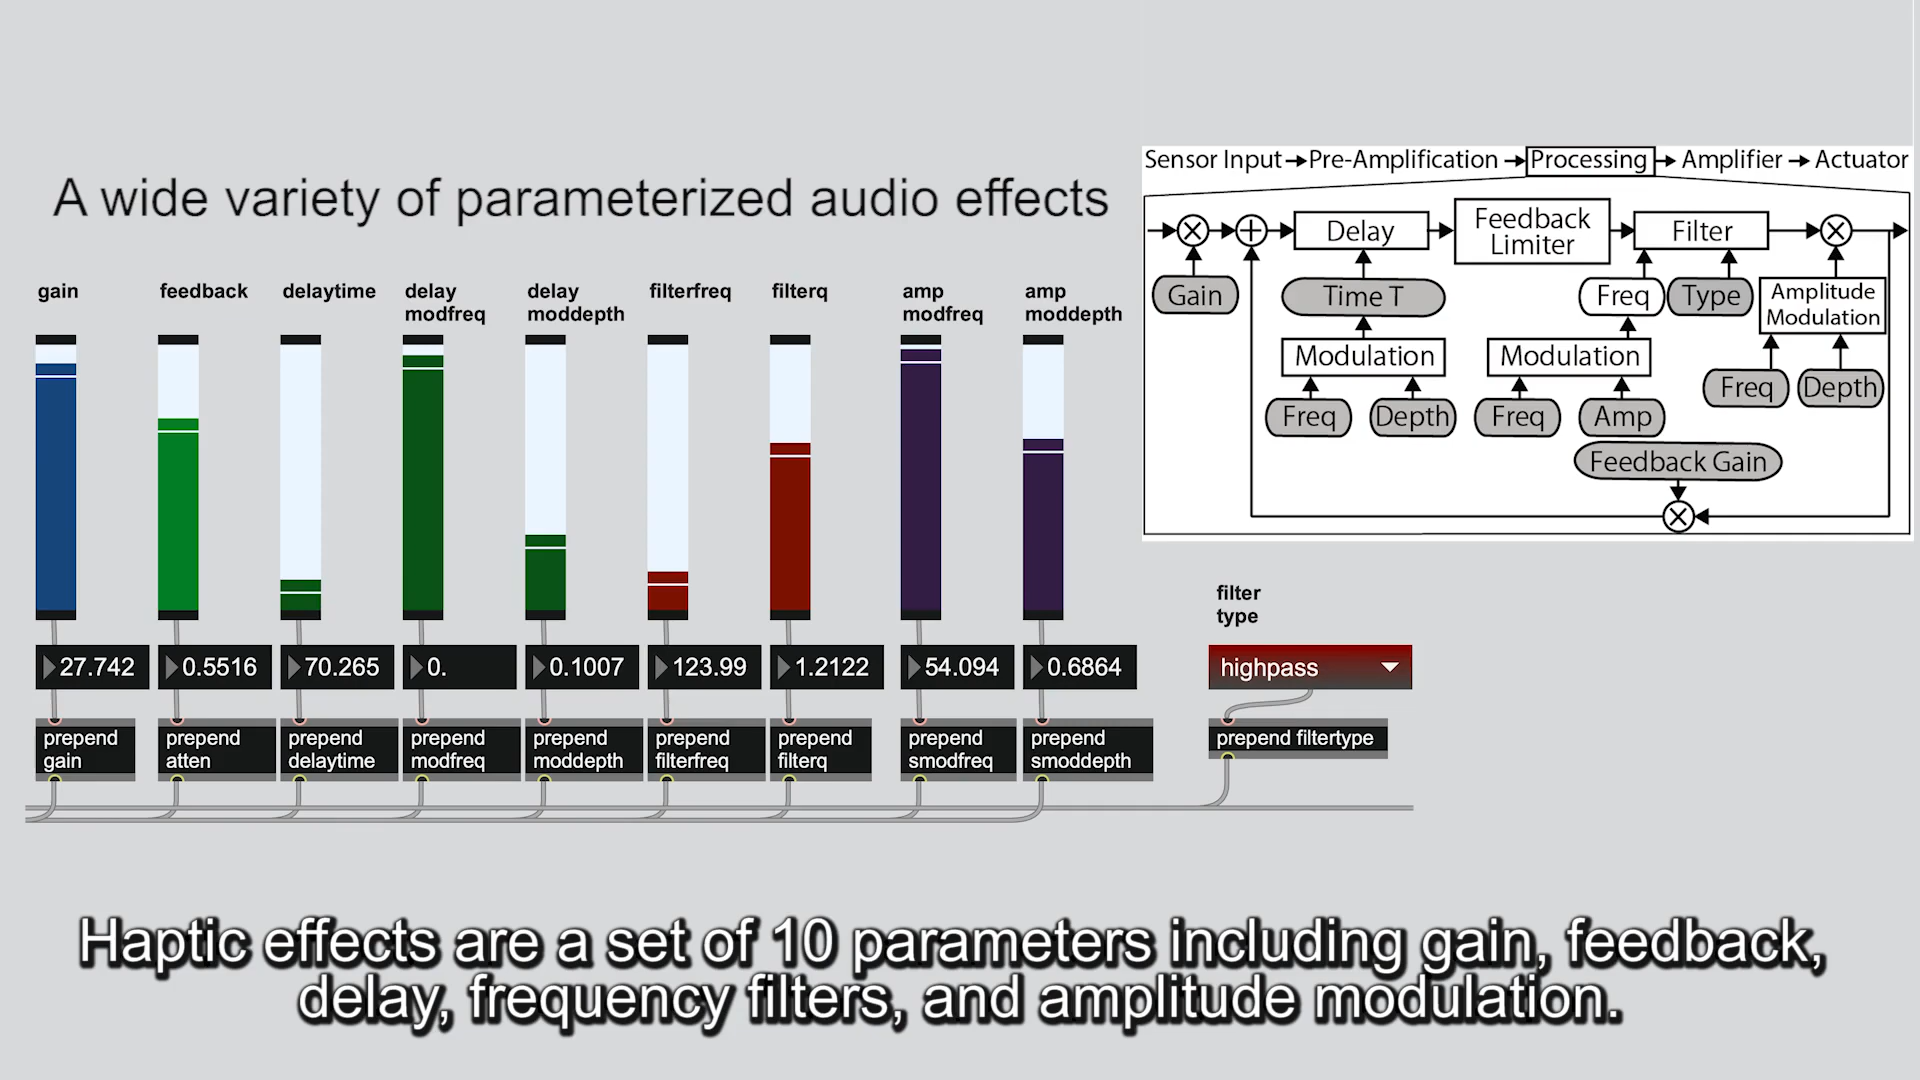 A wide variety of parameterized audio effects
Sensor Input Pre-Amplification Processing Amplifier Actuator
Delay
Feedback
Limiter
Filter
Gain
Time T
Freq
Type
Amplitude
Modulation
Modulation
Modulation
Freq
Depth
Freq
Amp
Freq
Depth
Feedback Gain
gain
feedback
delaytime
delay
modfreq
delay
moddepth
filterfreq
filterq
amp
modfreq
amp
moddepth
27.742
0.5516
70.265
0.
0.1007
123.99
1.2122
54.094
0.6864
filter
type
highpass
prepend
gain
prepend
atten
prepend
delaytime
prepend
modfreq
prepend
moddepth
prepend
filterfreq
prepend
filterq
prepend
smodfreq
prepend
smoddepth
prepend filtertype
Haptic effects are a set of 10 parameters including gain, feedback,
delay, frequency filters, and amplitude modulation.